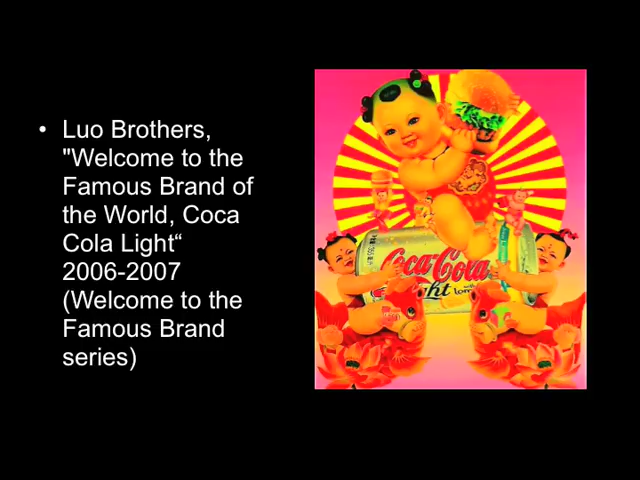 Luo Brothers,
"Welcome to the
Famous Brand of
the World, Coca
Cola Light“
2006-2007
(Welcome to the
Famous Brand
series)
Coca-Cola